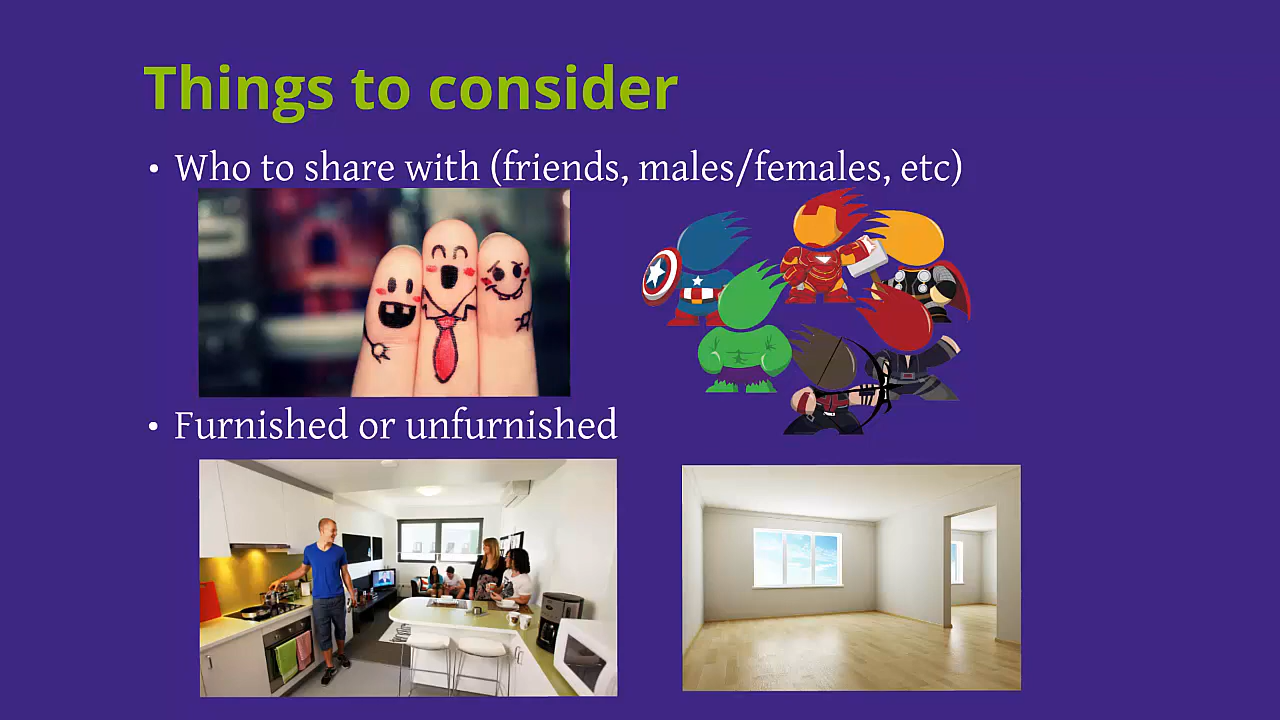 Things to consider
• Who to share with (friends, males/females, etc)
• Furnished or unfurnished